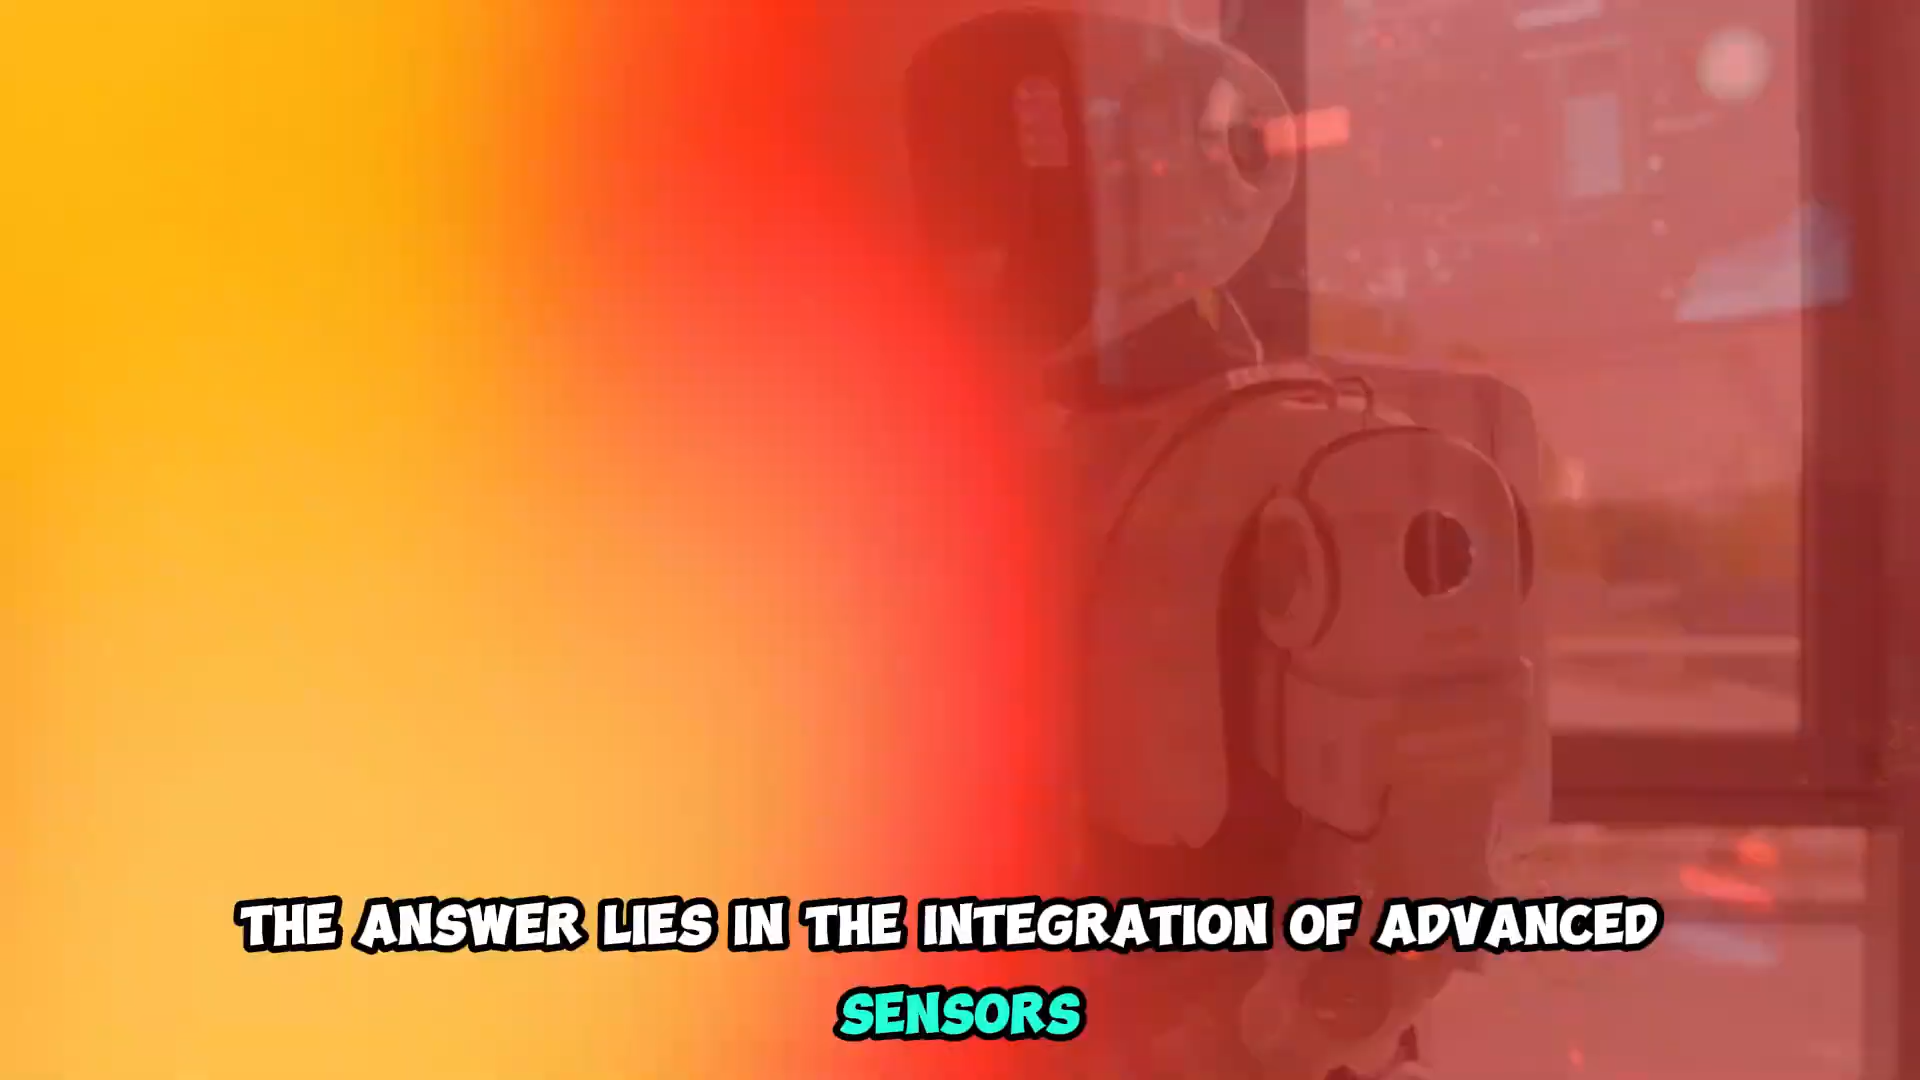 THE ANSWER LIES IN THE INTEGRATION OF ADVANCED
SENSORS